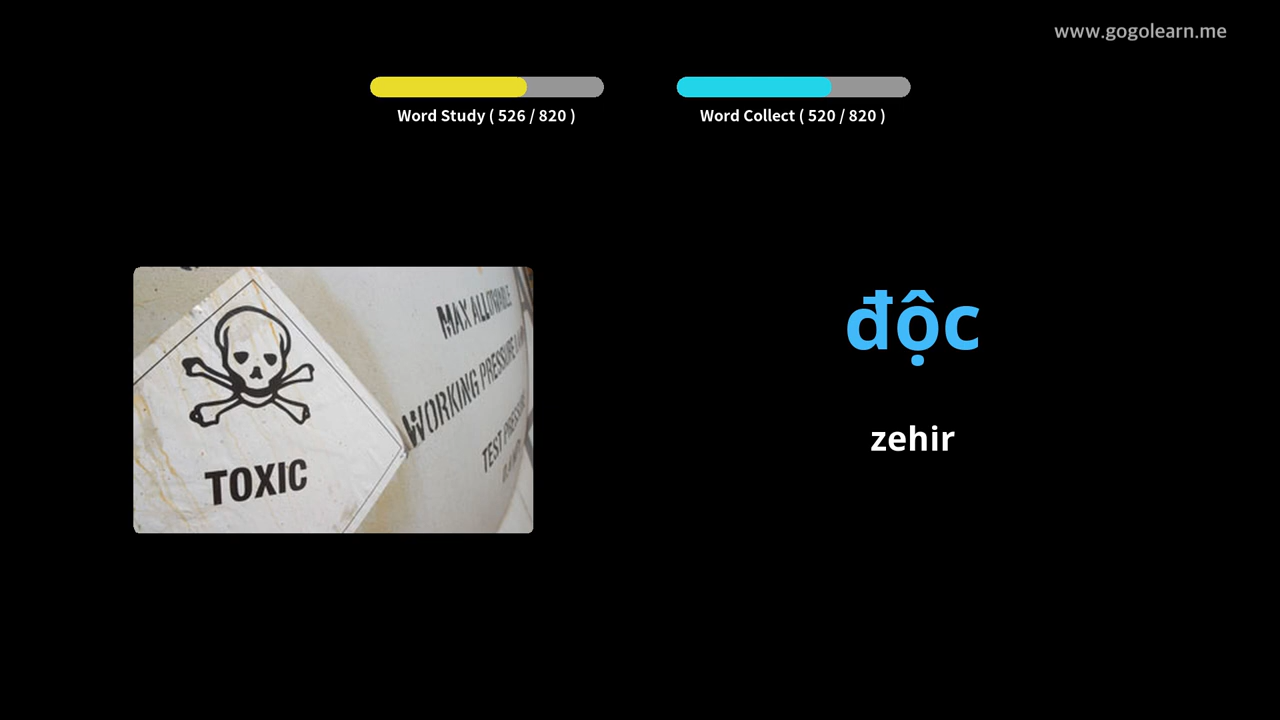 www.gogolearn.me
Word Study ( 526 / 820 )
Word Collect ( 520 / 820 )
MAX ALLOWABLE
WORKING PRESSURE
TEST PRESSURE
TOXIC
độc
zehir